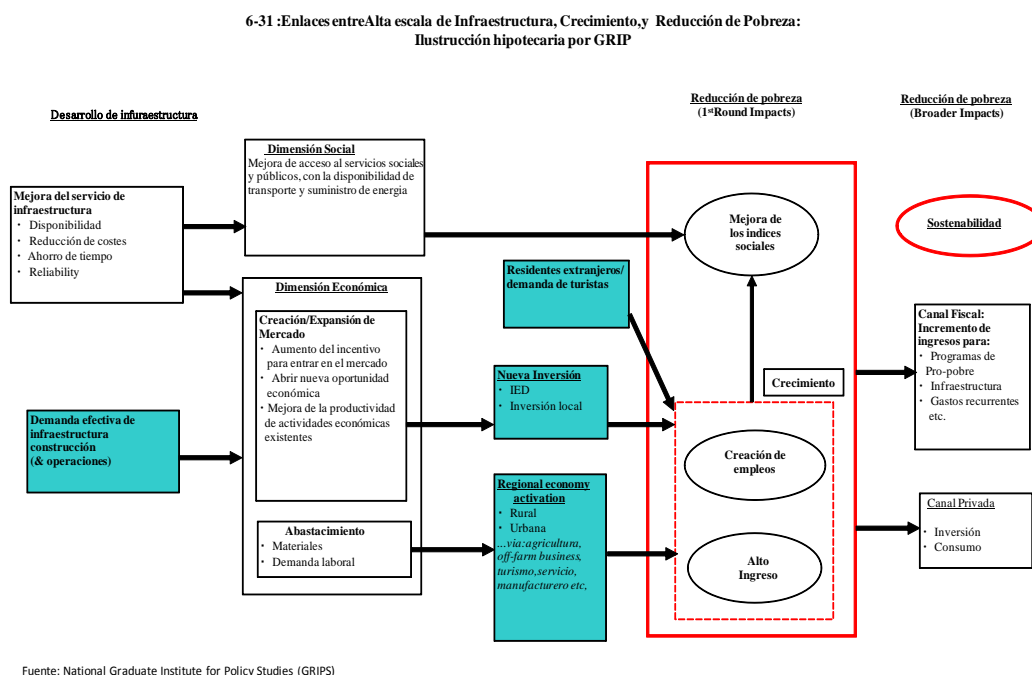 6-31 :Enlaces entreAlta escala de Infraestructura, Crecimiento,y Reducción de Pobreza:
Ilustrucción hipotecaria por GRIP
Desarrollo de infuraestructura
Reducción de pobreza
(1stRound Impacts)
Reducción de pobreza
(Broader Impacts)
Mejora del servicio de
infraestructura
・ Disponibilidad
・ Reducción de costes
・ Ahorro de tiempo
・ Reliability
Demanda efectiva de
infraestructura
construcción
(& operaciones)
Dimensión Social
Mejora de acceso al servicios sociales
y públicos, con la disponibilidad de
transporte y suministro de energia
Dimensión Económica
Creación/Expansión de
Mercado
・ Aumento del incentivo
para entrar en el mercado
・ Abrir nueva oportunidad
económica
・ Mejora de la productividad
de actividades económicas
existentes
Abastacimiento
・ Materiales
・ Demanda laboral
Residentes extranjeros/
demanda de turistas
Nueva Inversión
・ IED
・ Inversión local
Regional economy
activation
・ Rural
・ Urbana
...via:agricultura,
off-farm business,
turismo,servicio,
manufacturero etc,
Mejora de
los indices
sociales
Crecimiento
Creación de
empleos
Alto
Ingreso
Sostenabilidad
Canal Fiscal:
Incremento de
ingresos para:
・ Programas de
Pro-pobre
・ Infraestructura
・ Gastos recurrentes
etc.
Canal Privada
・ Inversión
・ Consumo
Fuente: National Graduate Institute for Policy Studies (GRIPS)